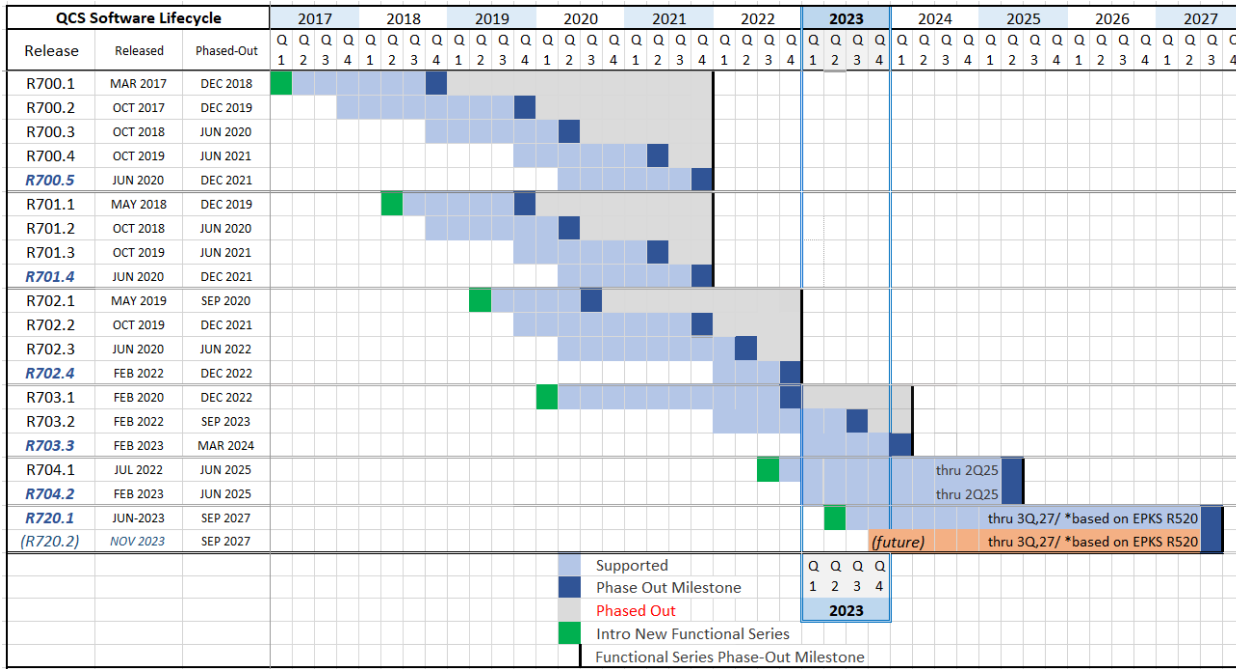 QCS Software Lifecycle 2017 2018 2019 2020 2021 2022 2023 2024 2025 2026 2027
Release Released Phased-Out Q Q Q Q Q Q Q Q Q Q Q Q Q Q Q Q Q Q Q Q Q Q Q Q Q Q Q Q Q Q Q Q Q Q Q Q Q Q Q Q Q Q Q Q
1 2 3 4 1 2 3 4 1 2 3 4 1 2 3 4 1 2 3 4 1 2 3 4 1 2 3 4 1 2 3 4 1 2 3 4 1 2 3 4 1 2 3 4
R700.1 MAR 2017 DEC 2018
R700.2 OCT 2017 DEC 2019
R700.3 OCT 2018 JUN 2020
R700.4 OCT 2019 JUN 2021
R700.5 JUN 2020 DEC 2021
R701.1 MAY 2018 DEC 2019
R701.2 OCT 2018 JUN 2020
R701.3 OCT 2019 JUN 2021
R701.4 JUN 2020 DEC 2021
R702.1 MAY 2019 SEP 2020
R702.2 OCT 2019 DEC 2021
R702.3 JUN 2020 JUN 2022
R702.4 FEB 2022 DEC 2022
R703.1 FEB 2020 DEC 2022
R703.2 FEB 2022 SEP 2023
R703.3 FEB 2023 MAR 2024
R704.1 JUL 2022 JUN 2025 thru 2Q25
R704.2 FEB 2023 JUN 2025 thru 2Q25
R720.1 JUN-2023 SEP 2027 thru 3Q,27/ *based on EPKS R520
(R720.2) NOV 2023 SEP 2027 (future) thru 3Q,27/ *based on EPKS R520
Supported Q Q Q Q
Phase Out Milestone 1 2 3 4
Phased Out 2023
Intro New Functional Series
Functional Series Phase-Out Milestone